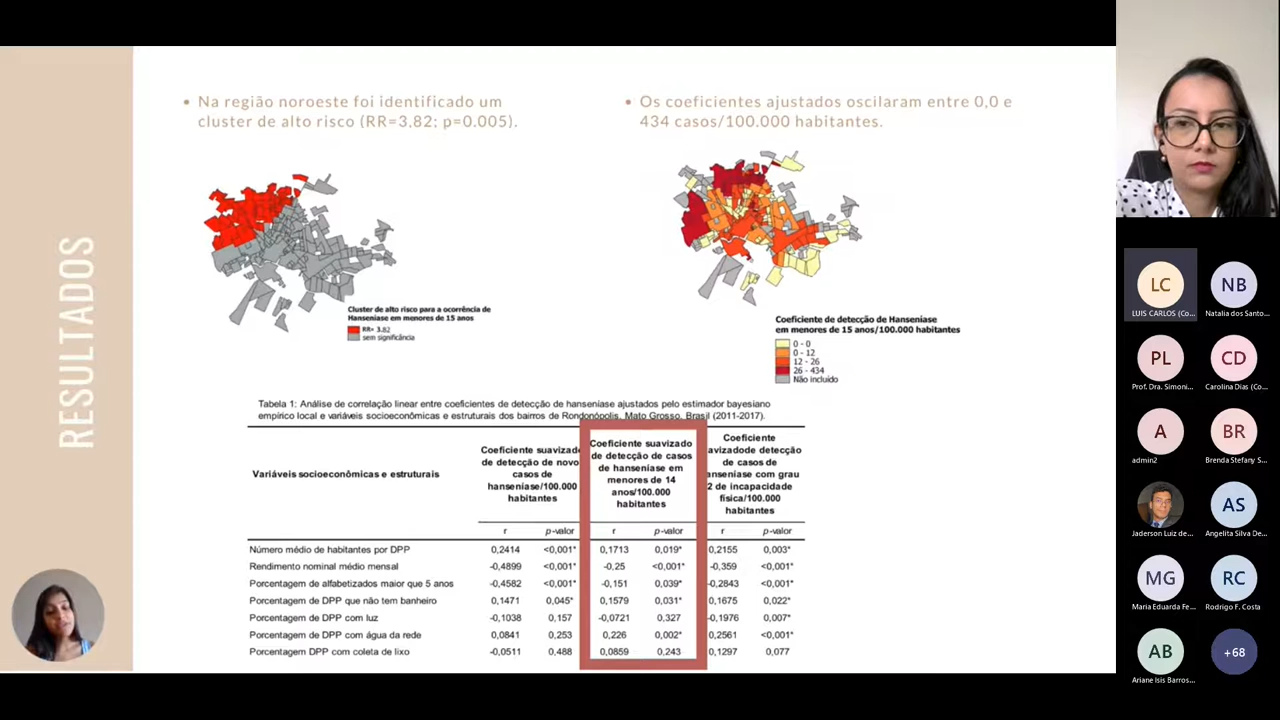 RESULTADOS
• Na região noroeste foi identificado um
cluster de alto risco (RR=3,82; p=0.005).
• Os coeficientes ajustados oscilaram entre 0,0 e
434 casos/100.000 habitantes.
Cluster de alto risco para a ocorrência de
Hanseníase em menores de 15 anos
RR= 3.82
sem significância
Coeficiente de detecção de Hanseníase
em menores de 15 anos/100.000 habitantes
0 - 0
0 - 12
12 - 26
26 - 434
Não incluído
Tabela 1: Análise de correlação linear entre coeficientes de detecção de hanseníase ajustados pelo estimador bayesiano
empírico local e variáveis socioeconômicas e estruturais dos bairros de Rondonópolis, Mato Grosso, Brasil (2011-2017).
Variáveis socioeconômicas e estruturais
Coeficiente suavizado
de detecção de novos
casos de
hanseníase/100.000
habitantes
Coeficiente suavizado
de detecção de casos
de hanseníase em
menores de 14
anos/100.000
habitantes
Coeficiente
avizadode detecção
de casos de
anseníase com grau
2 de incapacidade
física/100.000
habitantes
r p-valor r p-valor r p-valor
Número médio de habitantes por DPP 0,2414 <0,001* 0,1713 0,019* 0,2155 0,003*
Rendimento nominal médio mensal -0,4899 <0,001* -0,25 <0,001* -0,359 <0,001*
Porcentagem de alfabetizados maior que 5 anos -0,4582 <0,001* -0,151 0,039* -0,2843 <0,001*
Porcentagem de DPP que não tem banheiro 0,1471 0,045* 0,1579 0,031* 0,1675 0,022*
Porcentagem de DPP com luz -0,1038 0,157 -0,0721 0,327 -0,1976 0,007*
Porcentagem de DPP com água da rede 0,0841 0,253 0,226 0,002* 0,2561 <0,001*
Porcentagem DPP com coleta de lixo -0,0511 0,488 0,0859 0,243 0,1297 0,077
LC
LUIS CARLOS (Co...
NB
Natalia dos Santo...
PL
Prof. Dra. Simoni...
CD
Carolina Dias (Co...
A
admin2
BR
Brenda Stefany S...
Jaderson Luiz de...
AS
Angelita Silva De...
MG
Maria Eduarda Fe...
RC
Rodrigo F. Costa
AB
Ariane Isis Barros...
+68